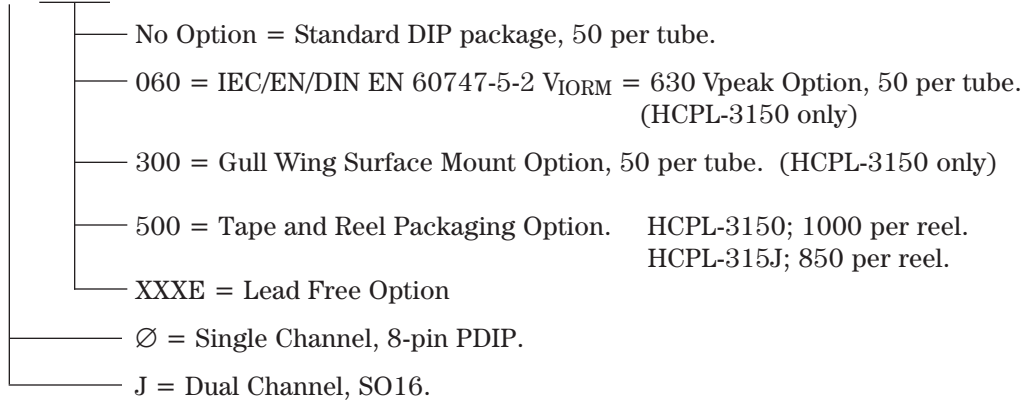 No Option = Standard DIP package, 50 per tube.
060 = IEC/EN/DIN EN 60747-5-2 VIORM = 630 Vpeak Option, 50 per tube.
(HCPL-3150 only)
300 = Gull Wing Surface Mount Option, 50 per tube. (HCPL-3150 only)
500 = Tape and Reel Packaging Option. HCPL-3150; 1000 per reel.
HCPL-315J; 850 per reel.
XXXE = Lead Free Option
∅ = Single Channel, 8-pin PDIP.
J = Dual Channel, SO16.